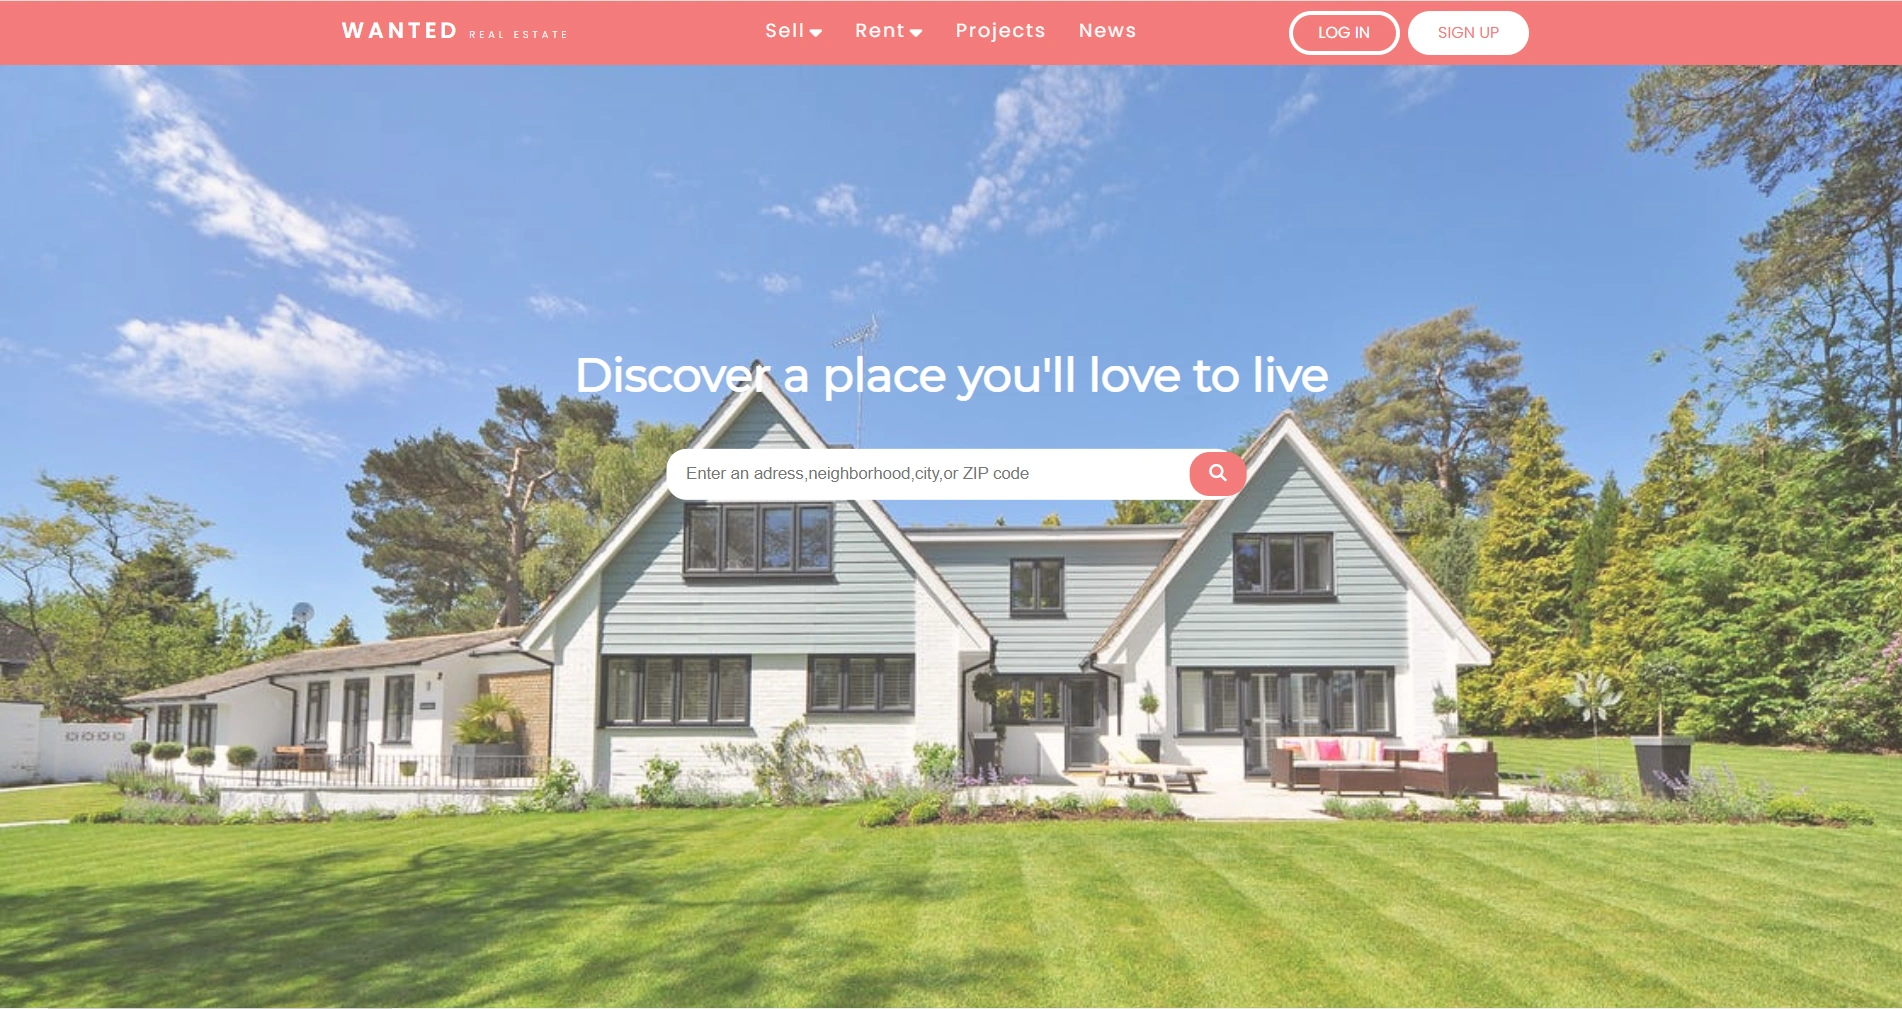 WANTED REAL ESTATE Sell Rent Projects News LOG IN SIGN UP
Discover a place you'll love to live
Enter an adress,neighborhood,city,or ZIP code